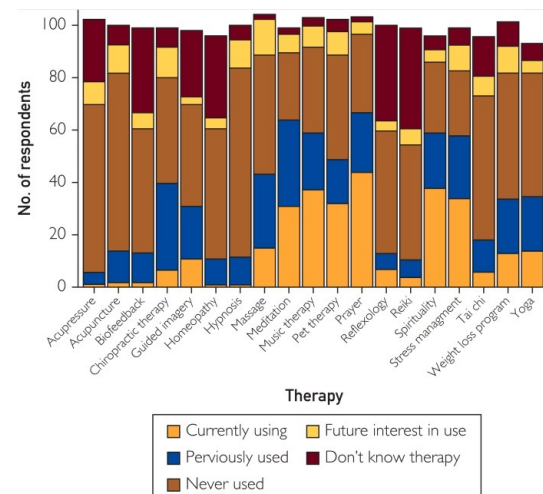 No. of respondents
100
80
60
40
20
0
Acupressure
Acupuncture
Biofeedback
Chiropractic therapy
Guided imagery
Homeopathy
Hypnosis
Massage
Meditation
Music therapy
Pet therapy
Prayer
Reflexology
Reiki
Spirituality
Stress managment
Tai chi
Weight loss program
Yoga
Therapy
Currently using
Future interest in use
Perviously used
Don't know therapy
Never used